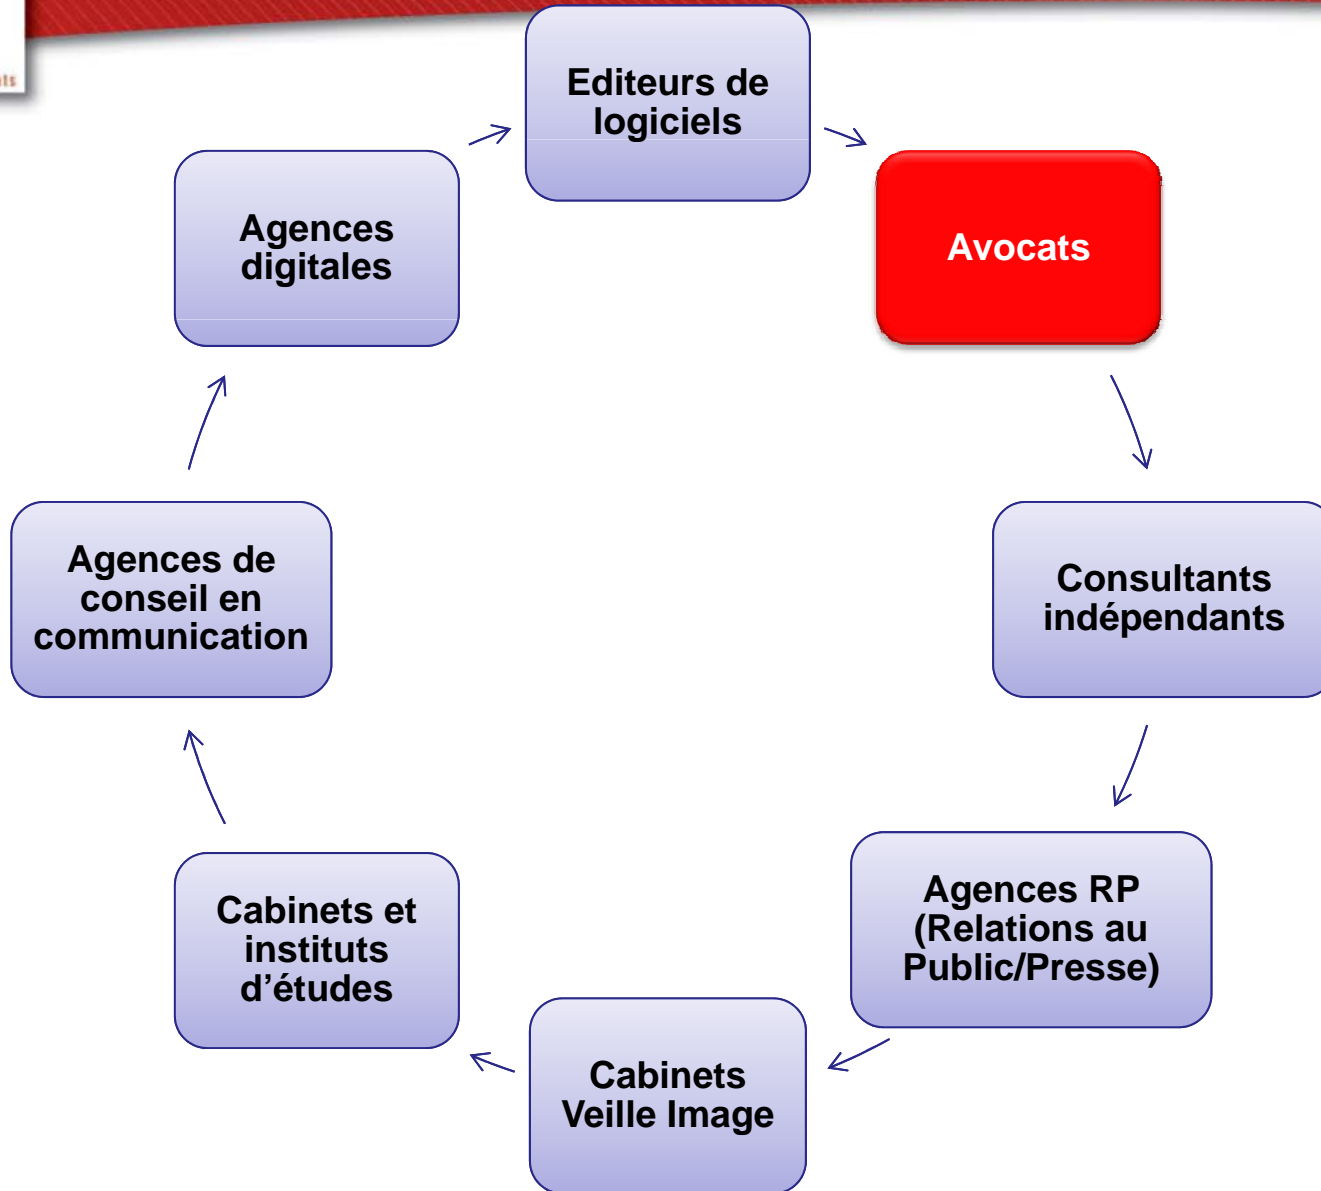 Editeurs de
logiciels
Avocats
Consultants
indépendants
Agences RP
(Relations au
Public/Presse)
Cabinets
Veille Image
Cabinets et
instituts
d’études
Agences de
conseil en
communication
Agences
digitales